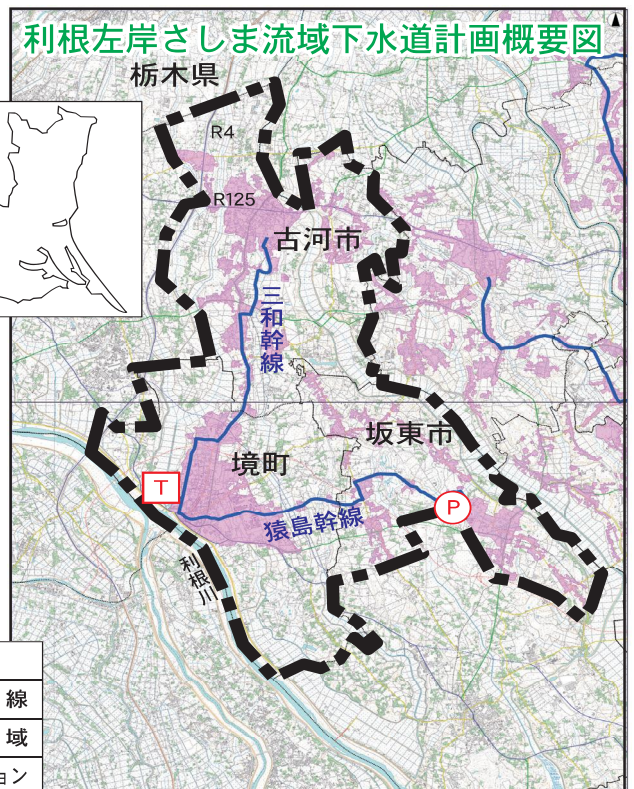 利根左岸さしま流域下水道計画概要図
栃木県
R4
R125
古河市
三和幹線
坂東市
境町
T
P
猿島幹線
利根川
線
域
ョン